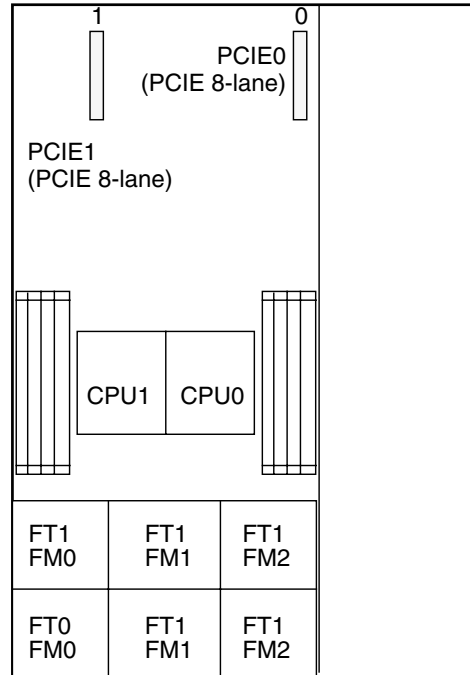 1 0
PCIE0
(PCIE 8-lane)
PCIE1
(PCIE 8-lane)
CPU1 CPU0
FT1 FT1 FT1
FM0 FM1 FM2
FT0 FT1 FT1
FM0 FM1 FM2